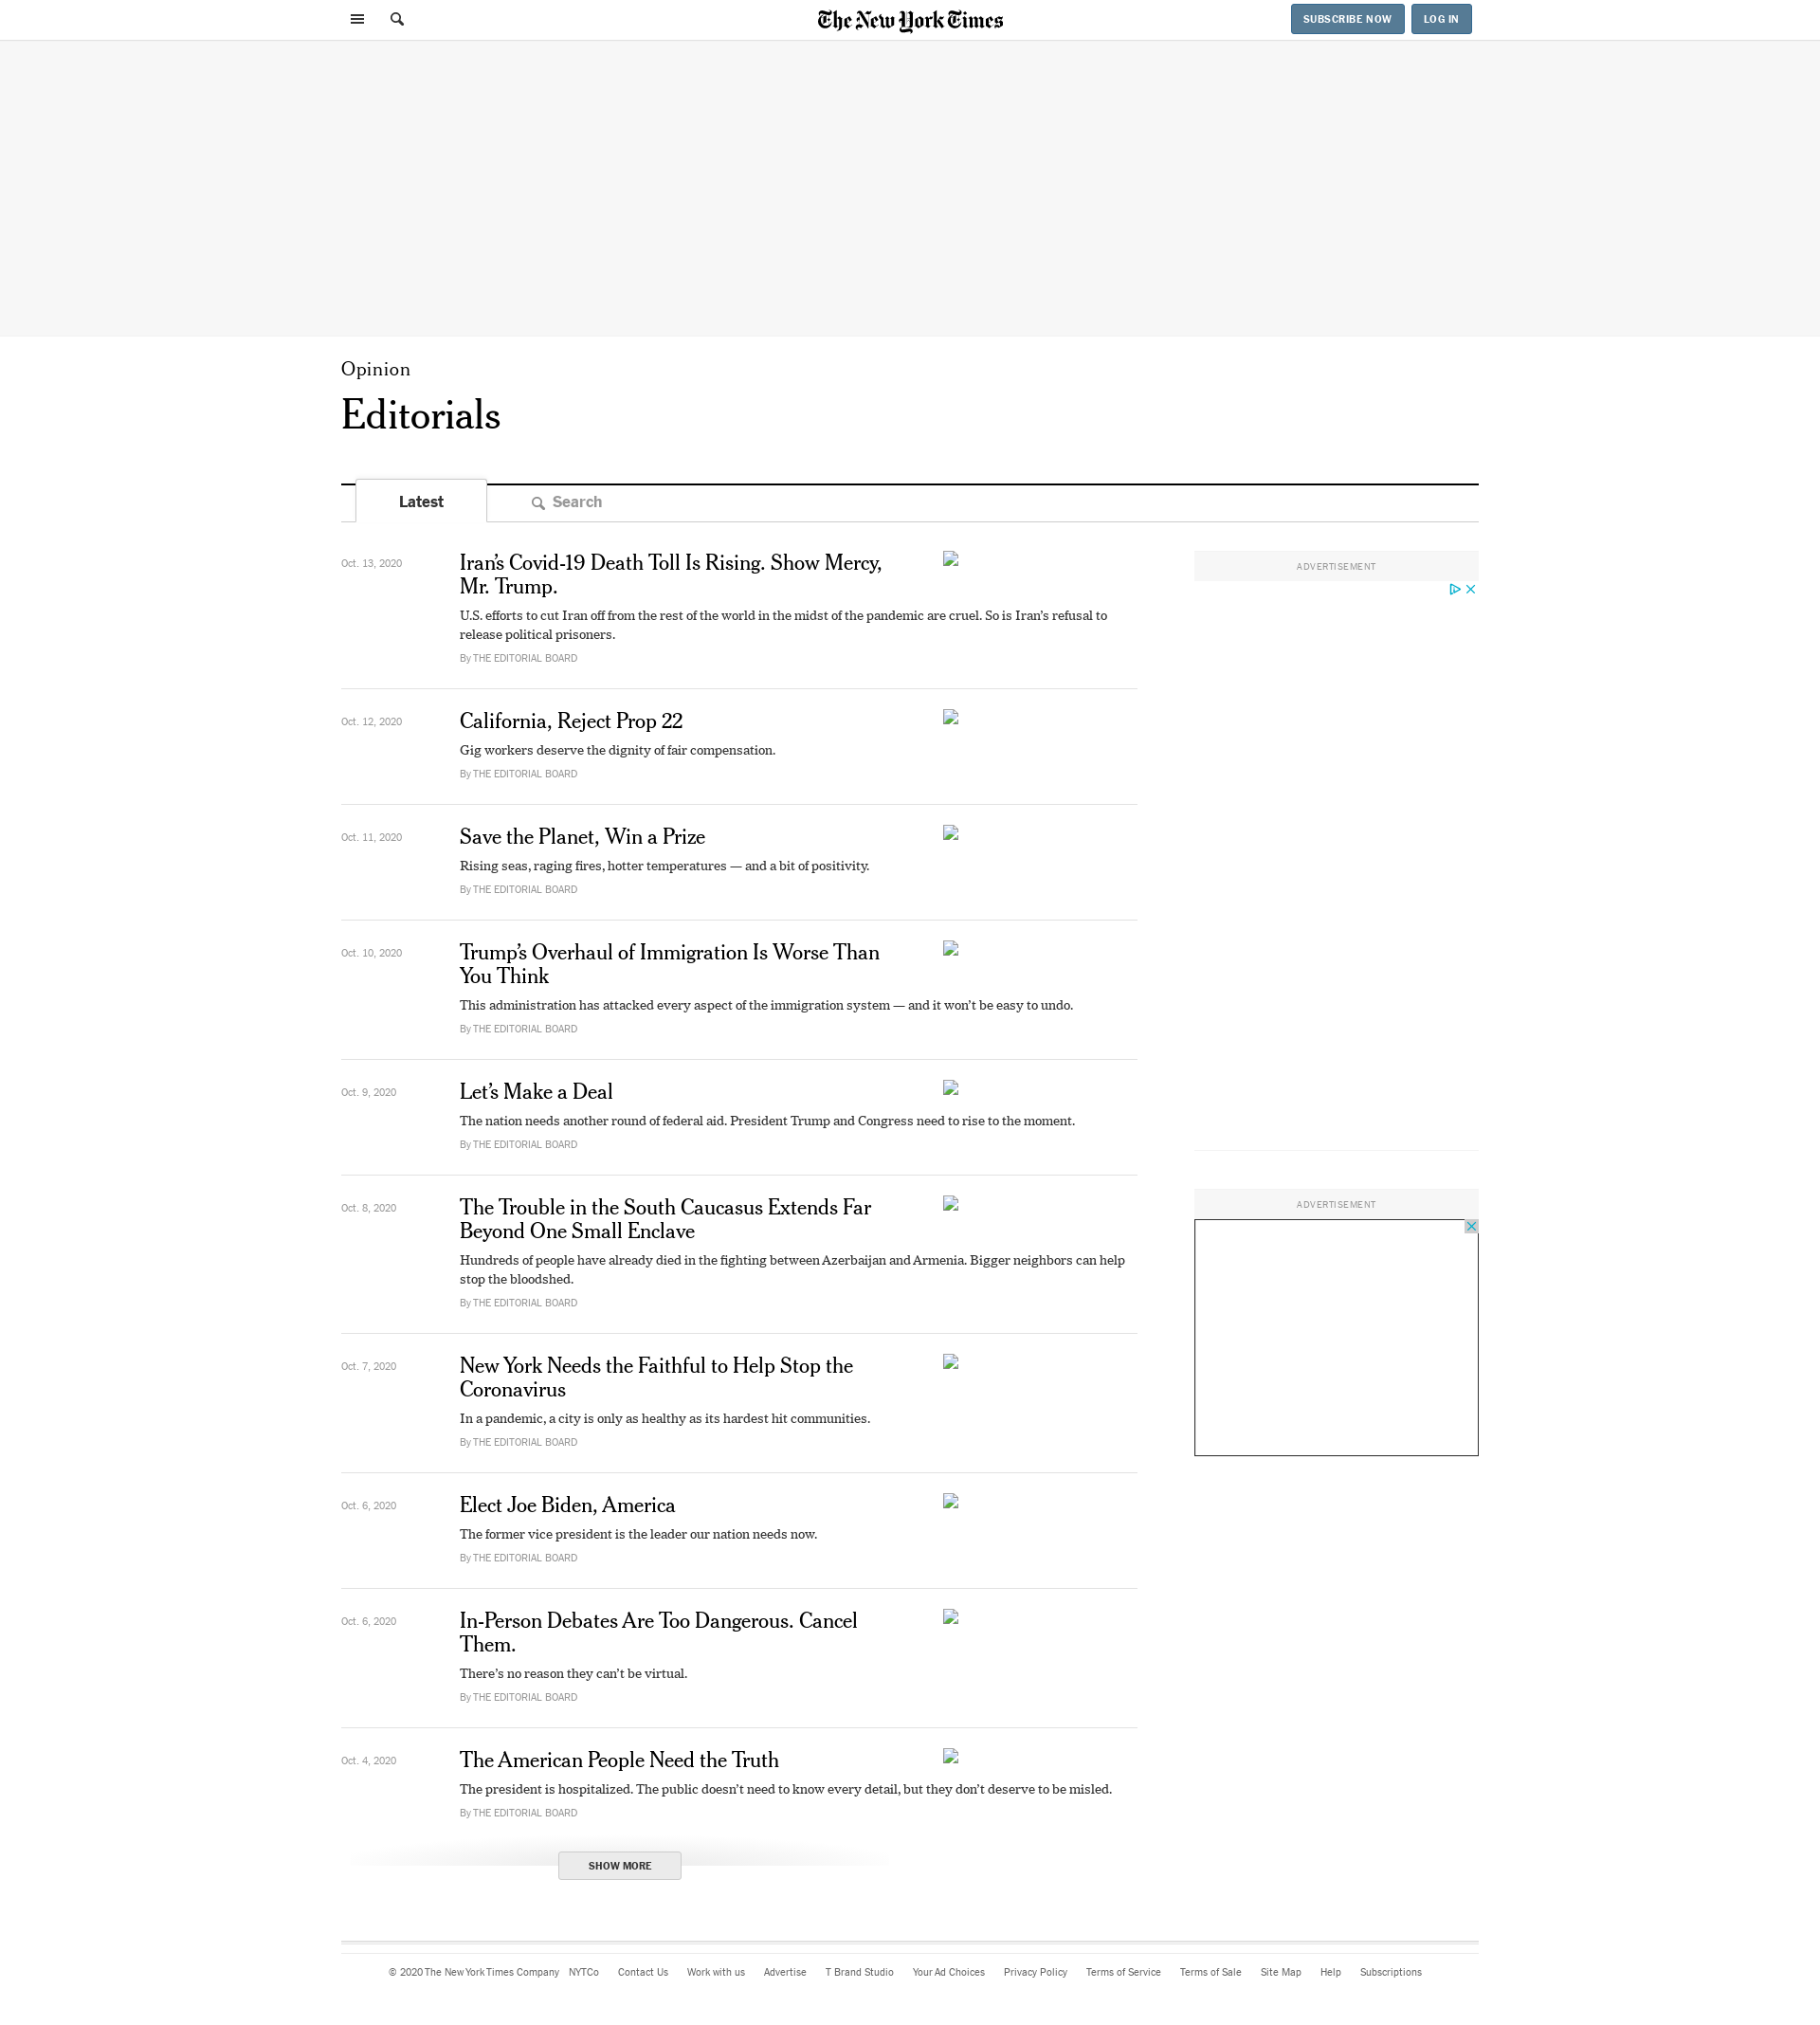 The New York Times
SUBSCRIBE NOW
LOG IN
Opinion
Editorials
Latest
Search
Oct. 13, 2020
Iran’s Covid-19 Death Toll Is Rising. Show Mercy,
Mr. Trump.
U.S. efforts to cut Iran off from the rest of the world in the midst of the pandemic are cruel. So is Iran’s refusal to
release political prisoners.
By THE EDITORIAL BOARD
ADVERTISEMENT
Oct. 12, 2020
California, Reject Prop 22
Gig workers deserve the dignity of fair compensation.
By THE EDITORIAL BOARD
Oct. 11, 2020
Save the Planet, Win a Prize
Rising seas, raging fires, hotter temperatures — and a bit of positivity.
By THE EDITORIAL BOARD
Oct. 10, 2020
Trump’s Overhaul of Immigration Is Worse Than
You Think
This administration has attacked every aspect of the immigration system — and it won’t be easy to undo.
By THE EDITORIAL BOARD
Oct. 9, 2020
Let’s Make a Deal
The nation needs another round of federal aid. President Trump and Congress need to rise to the moment.
By THE EDITORIAL BOARD
Oct. 8, 2020
The Trouble in the South Caucasus Extends Far
Beyond One Small Enclave
Hundreds of people have already died in the fighting between Azerbaijan and Armenia. Bigger neighbors can help
stop the bloodshed.
By THE EDITORIAL BOARD
ADVERTISEMENT
Oct. 7, 2020
New York Needs the Faithful to Help Stop the
Coronavirus
In a pandemic, a city is only as healthy as its hardest hit communities.
By THE EDITORIAL BOARD
Oct. 6, 2020
Elect Joe Biden, America
The former vice president is the leader our nation needs now.
By THE EDITORIAL BOARD
Oct. 6, 2020
In-Person Debates Are Too Dangerous. Cancel
Them.
There’s no reason they can’t be virtual.
By THE EDITORIAL BOARD
Oct. 4, 2020
The American People Need the Truth
The president is hospitalized. The public doesn’t need to know every detail, but they don’t deserve to be misled.
By THE EDITORIAL BOARD
SHOW MORE
© 2020 The New York Times Company NYTCo Contact Us Work with us Advertise T Brand Studio Your Ad Choices Privacy Policy Terms of Service Terms of Sale Site Map Help Subscriptions